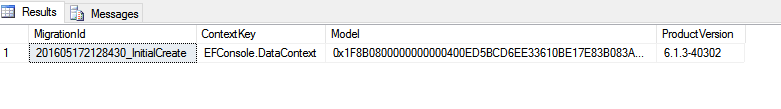 Results Messages
MigrationId ContextKey Model ProductVersion
1 201605172128430_InitialCreate EFConsole.DataContext 0x1F8B0800000000000400ED5BCD6EE33610BE17E83B083A... 6.1.3-40302